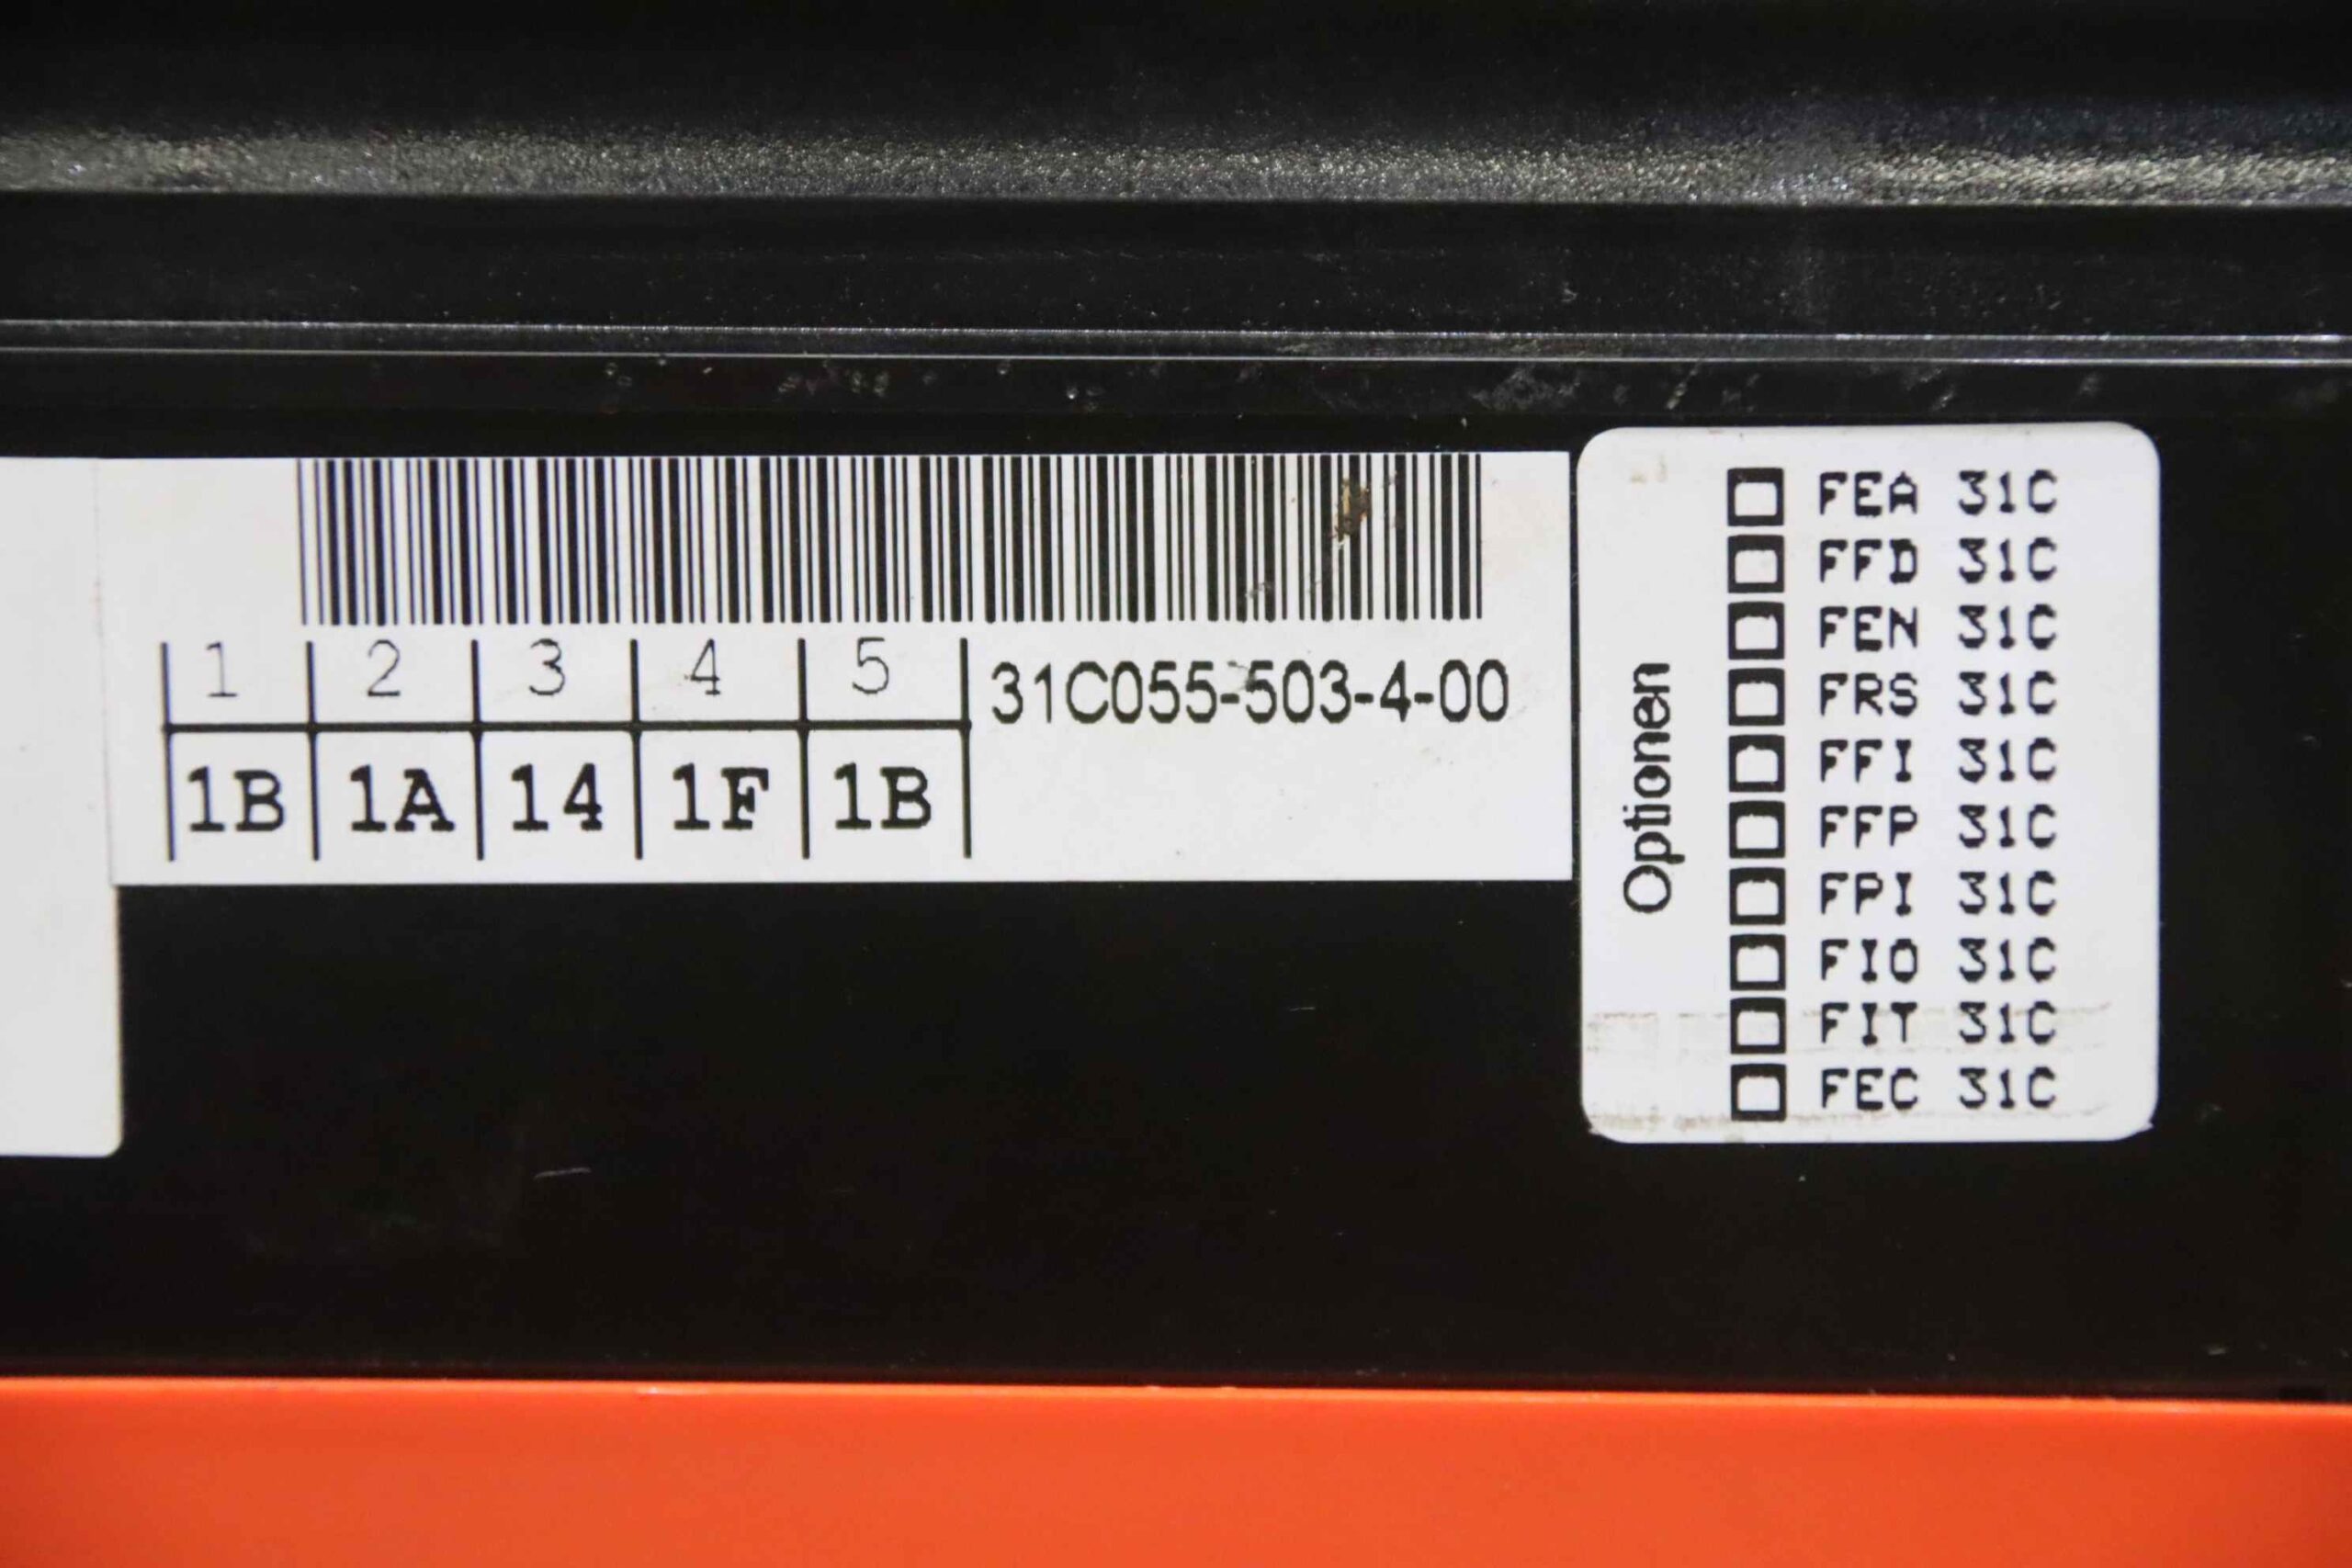 1 2 3 4 5 31C055-503-4-00
1B 1A 14 1F 1B
Optionen
FEA 31C
FFD 31C
FEN 31C
FRS 31C
FFI 31C
FFP 31C
FPI 31C
FIO 31C
FIT 31C
FEC 31C